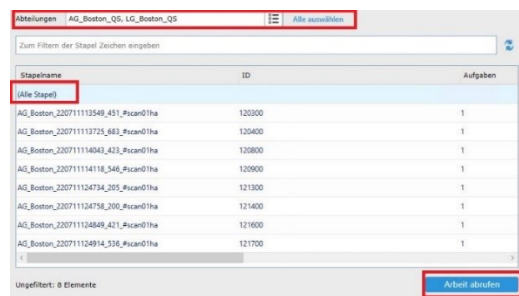 Abteilungen AG_Boston_QS, LG_Boston_QS Alle auswählen
Zum Filtern der Stapel Zeichen eingeben
Stapelname ID Aufgaben
(Alle Stapel)
AG_Boston_220711113549_451_#scan01ha 120300 1
AG_Boston_220711113725_683_#scan01ha 120400 1
AG_Boston_220711114043_423_#scan01ha 120800 1
AG_Boston_220711114118_546_#scan01ha 120900 1
AG_Boston_220711124734_205_#scan01ha 121300 1
AG_Boston_220711124758_200_#scan01ha 121400 1
AG_Boston_220711124849_421_#scan01ha 121600 1
AG_Boston_220711124914_536_#scan01ha 121700 1
Ungefiltert: 8 Elemente Arbeit abrufen